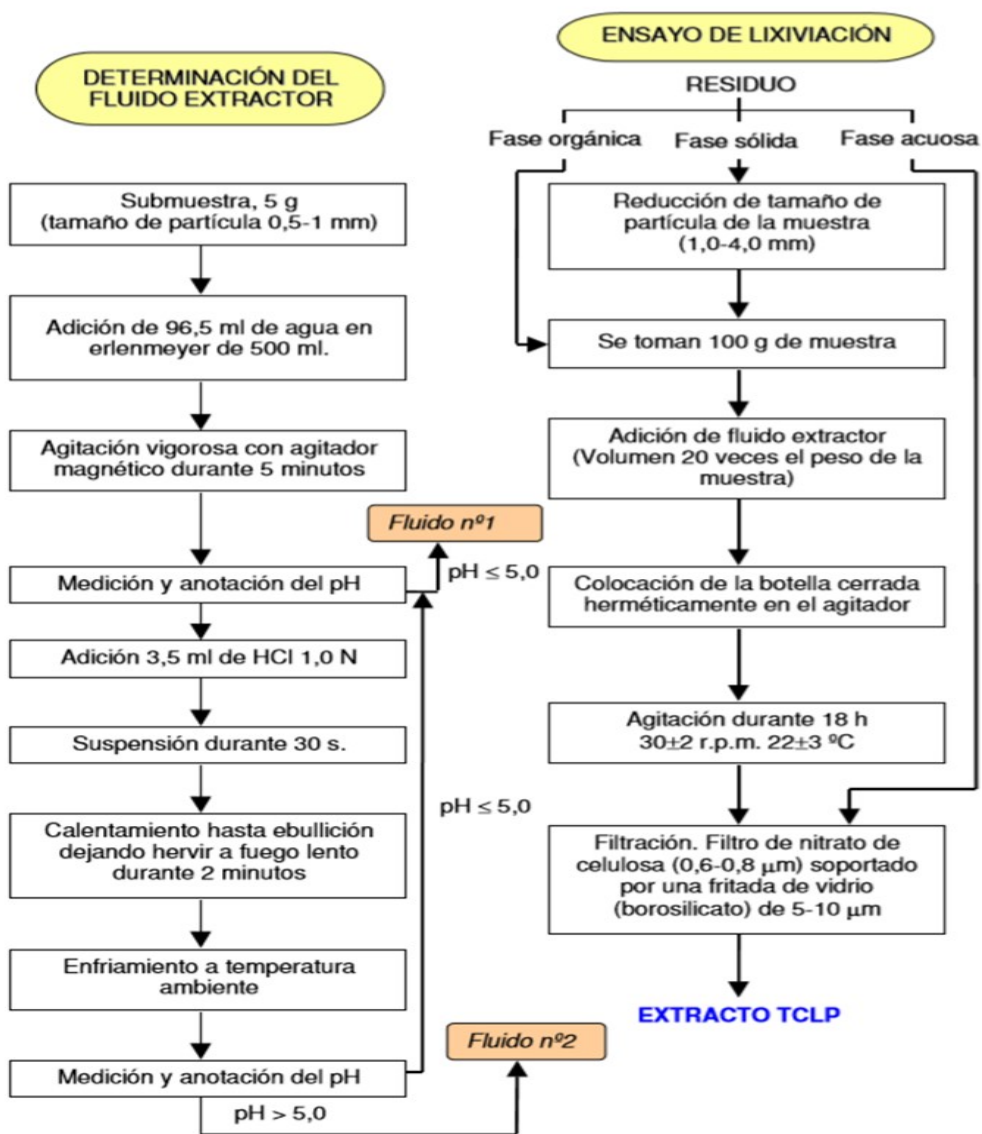 DETERMINACIÓN DEL
FLUIDO EXTRACTOR
Submuestra, 5 g
(tamaño de partícula 0,5-1 mm)
Adición de 96,5 ml de agua en
erlenmeyer de 500 ml.
Agitación vigorosa con agitador
magnético durante 5 minutos
Medición y anotación del pH
Fluido nº1
pH ≤ 5,0
Adición 3,5 ml de HCl 1,0 N
Suspensión durante 30 s.
Calentamiento hasta ebullición
dejando hervir a fuego lento
durante 2 minutos
pH ≤ 5,0
Enfriamiento a temperatura
ambiente
Medición y anotación del pH
Fluido nº2
pH > 5,0
ENSAYO DE LIXIVIACIÓN
RESIDUO
Fase orgánica Fase sólida Fase acuosa
Reducción de tamaño de
partícula de la muestra
(1,0-4,0 mm)
Se toman 100 g de muestra
Adición de fluido extractor
(Volumen 20 veces el peso de la
muestra)
Colocación de la botella cerrada
herméticamente en el agitador
Agitación durante 18 h
30±2 r.p.m. 22±3 ºC
Filtración. Filtro de nitrato de
celulosa (0,6-0,8 µm) soportado
por una fritada de vidrio
(borosilicato) de 5-10 µm
EXTRACTO TCLP